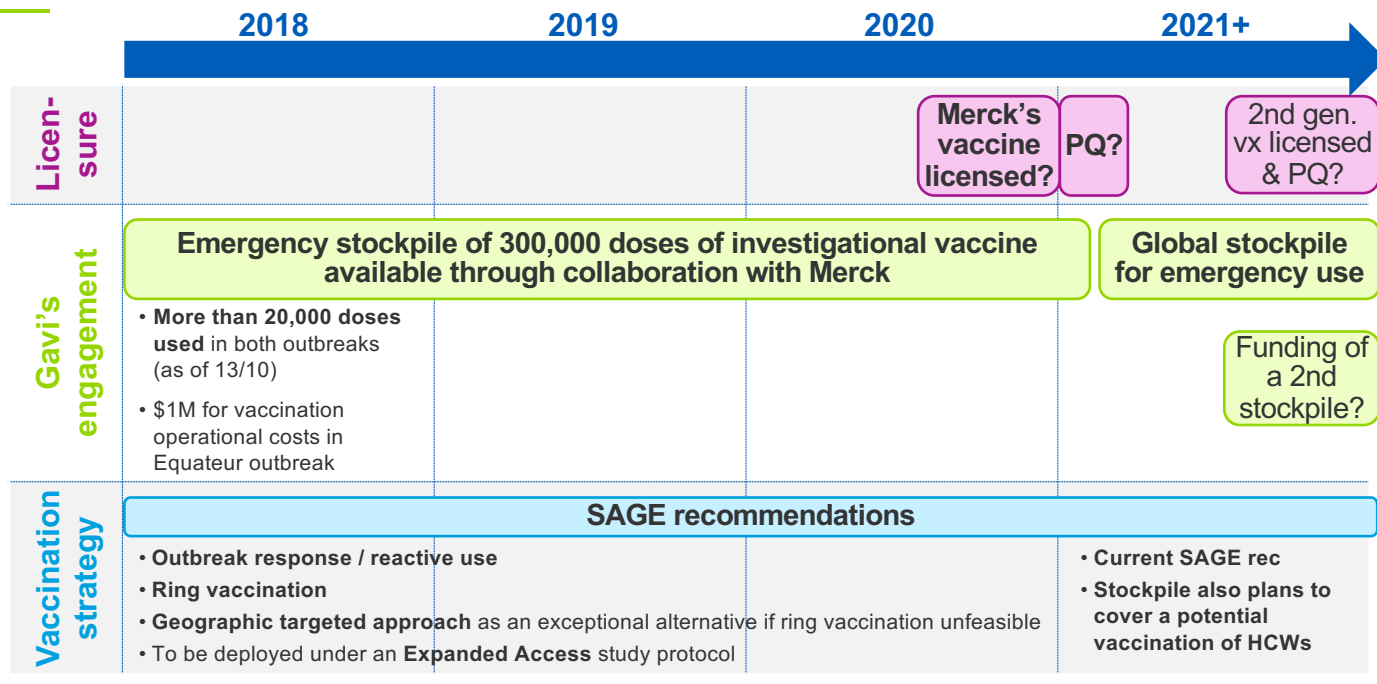 2018
2019
2020
2021+
Licen-
sure
Merck's
vaccine
licensed?
PQ?
2nd gen.
vx licensed
& PQ?
Gavi's
engagement
Emergency stockpile of 300,000 doses of investigational vaccine
available through collaboration with Merck
Global stockpile
for emergency use
• More than 20,000 doses
used in both outbreaks
(as of 13/10)
• $1M for vaccination
operational costs in
Equateur outbreak
Funding of
a 2nd
stockpile?
Vaccination
strategy
SAGE recommendations
• Outbreak response / reactive use
• Ring vaccination
• Geographic targeted approach as an exceptional alternative if ring vaccination unfeasible
• To be deployed under an Expanded Access study protocol
• Current SAGE rec
• Stockpile also plans to
cover a potential
vaccination of HCWs